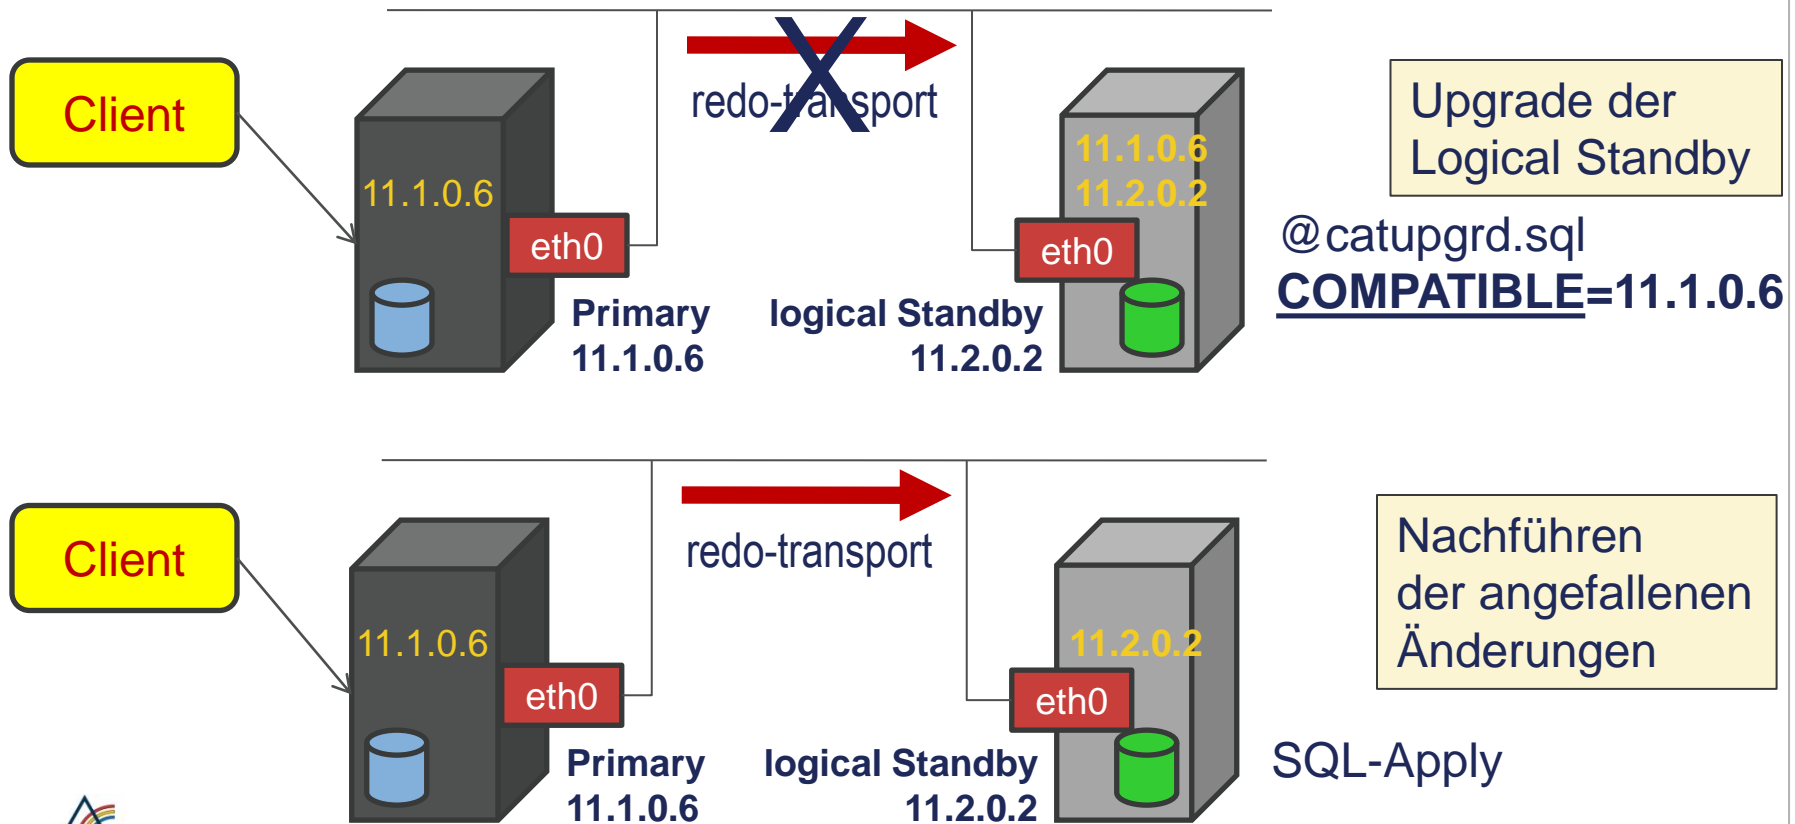 Client
11.1.0.6
eth0
Primary
11.1.0.6
redo-transport
11.1.0.6
11.2.0.2
eth0
logical Standby
11.2.0.2
Upgrade der
Logical Standby
@catupgrd.sql
COMPATIBLE=11.1.0.6
Client
11.1.0.6
eth0
Primary
11.1.0.6
redo-transport
11.2.0.2
eth0
logical Standby
11.2.0.2
Nachführen
der angefallenen
Änderungen
SQL-Apply